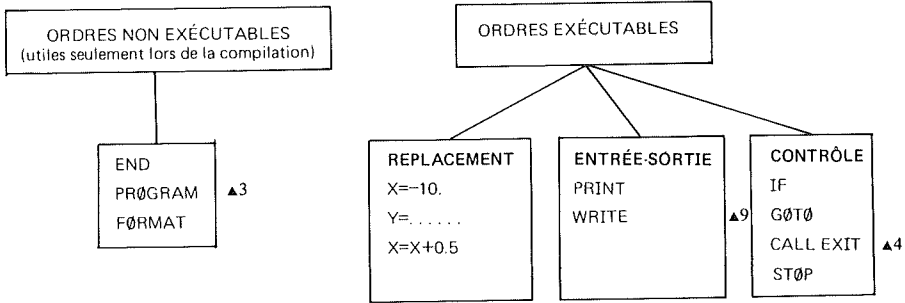 ORDRES NON EXÉCUTABLES
(utiles seulement lors de la compilation)
END
PRØGRAM
FØRMAT
▲3
ORDRES EXÉCUTABLES
REPLACEMENT
X=−10.
Y=......
X=X+0.5
ENTRÉE-SORTIE
PRINT
WRITE
▲9
CONTRÔLE
IF
GØTØ
CALL EXIT
STØP
▲4